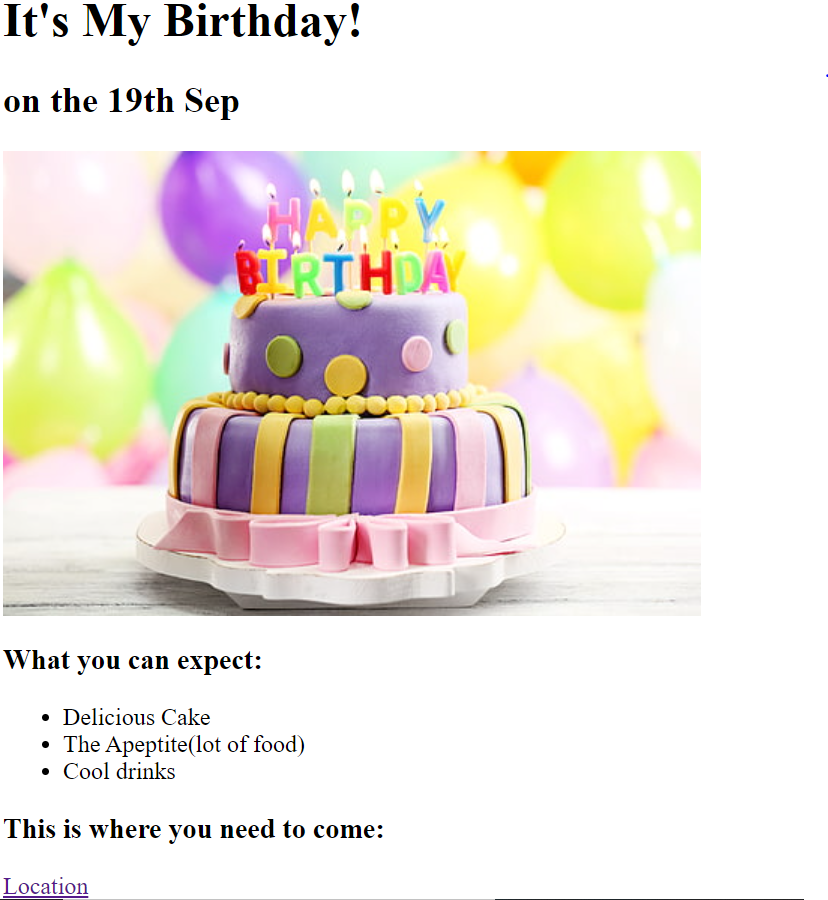 It's My Birthday!
on the 19th Sep
HAPPY
BIRTHDAY
What you can expect:
Delicious Cake
The Apeptite(lot of food)
Cool drinks
This is where you need to come:
Location